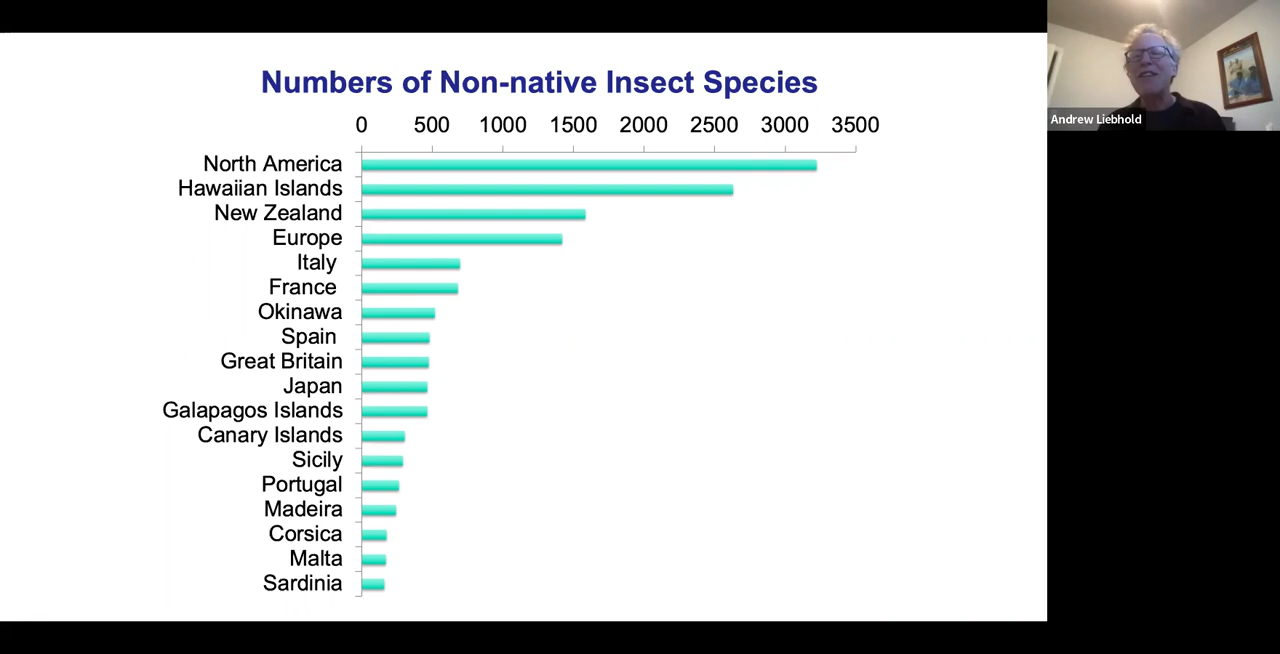 Numbers of Non-native Insect Species
0 500 1000 1500 2000 2500 3000 3500
North America
Hawaiian Islands
New Zealand
Europe
Italy
France
Okinawa
Spain
Great Britain
Japan
Galapagos Islands
Canary Islands
Sicily
Portugal
Madeira
Corsica
Malta
Sardinia
Andrew Liebhold